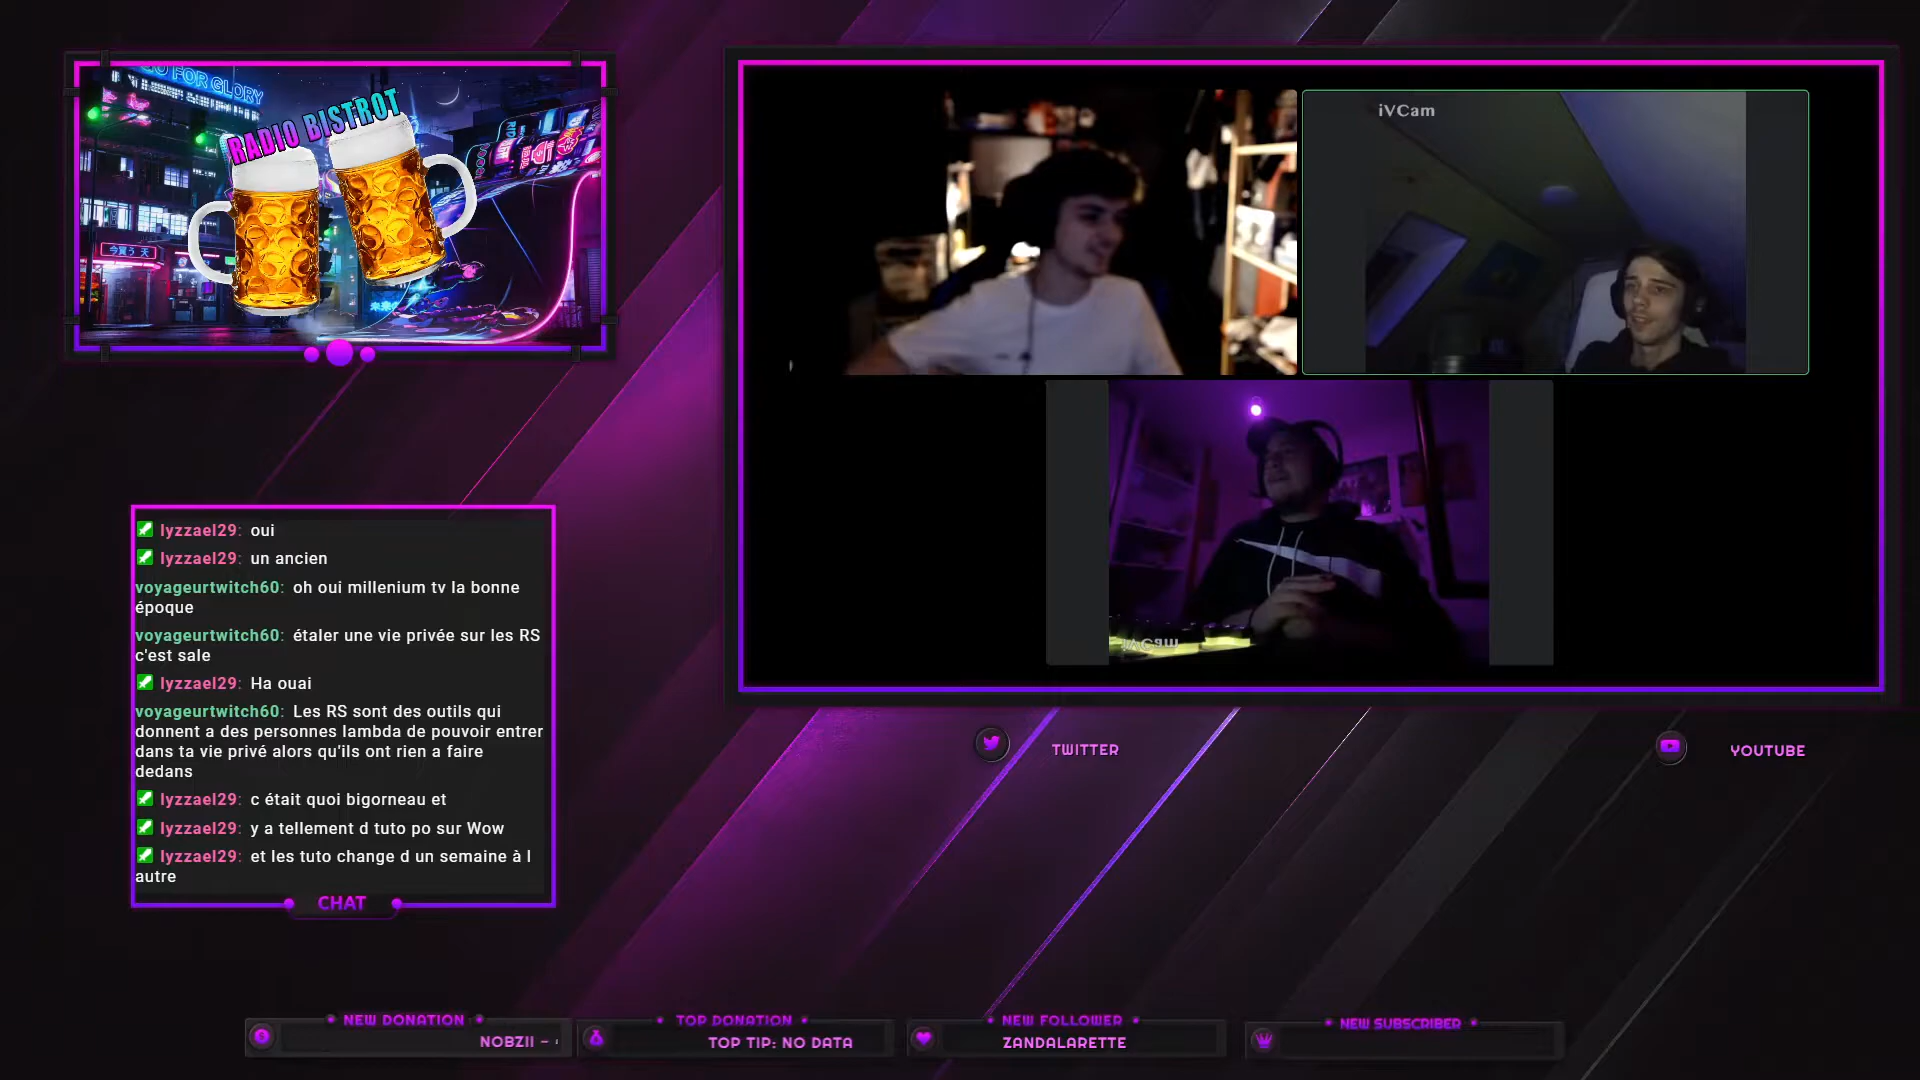 FOR GLORY
RADIO BISTROT
iVCam
lyzzael29: oui
lyzzael29: un ancien
voyageurtwitch60: oh oui millenium tv la bonne
époque
voyageurtwitch60: étaler une vie privée sur les RS
c'est sale
lyzzael29: Ha ouai
voyageurtwitch60: Les RS sont des outils qui
donnent a des personnes lambda de pouvoir entrer
dans ta vie privé alors qu'ils ont rien a faire
dedans
lyzzael29: c était quoi bigorneau et
lyzzael29: y a tellement d tuto po sur Wow
lyzzael29: et les tuto change d un semaine à l
autre
CHAT
iVCam
TWITTER
YOUTUBE
NEW DONATION
NOBZII -
TOP DONATION
TOP TIP: NO DATA
NEW FOLLOWER
ZANDALARETTE
NEW SUBSCRIBER